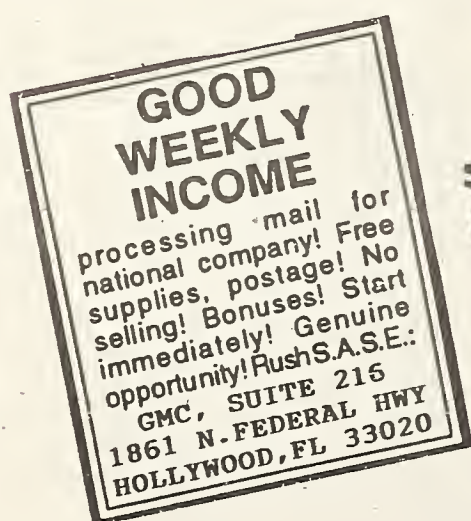 GOOD
WEEKLY
INCOME
processing mail for
national company! Free
supplies, postage! No
selling! Bonuses! Start
immediately! Genuine
opportunity! Rush S.A.S.E.:
GMC, SUITE 216
1861 N. FEDERAL HWY
HOLLYWOOD, FL 33020